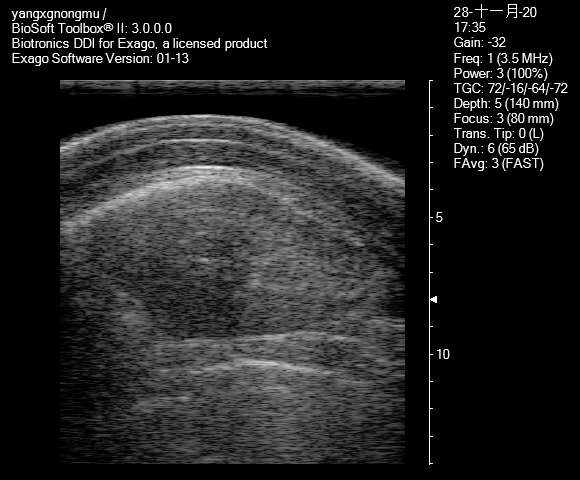 yangxgnongmu /
BioSoft Toolbox® II: 3.0.0.0
Biotronics DDI for Exago, a licensed product
Exago Software Version: 01-13
28-十一月-20
17:35
Gain: -32
Freq: 1 (3.5 MHz)
Power: 3 (100%)
TGC: 72/-16/-64/-72
Depth: 5 (140 mm)
Focus: 3 (80 mm)
Trans. Tip: 0 (L)
Dyn.: 6 (65 dB)
FAvg: 3 (FAST)
5
10